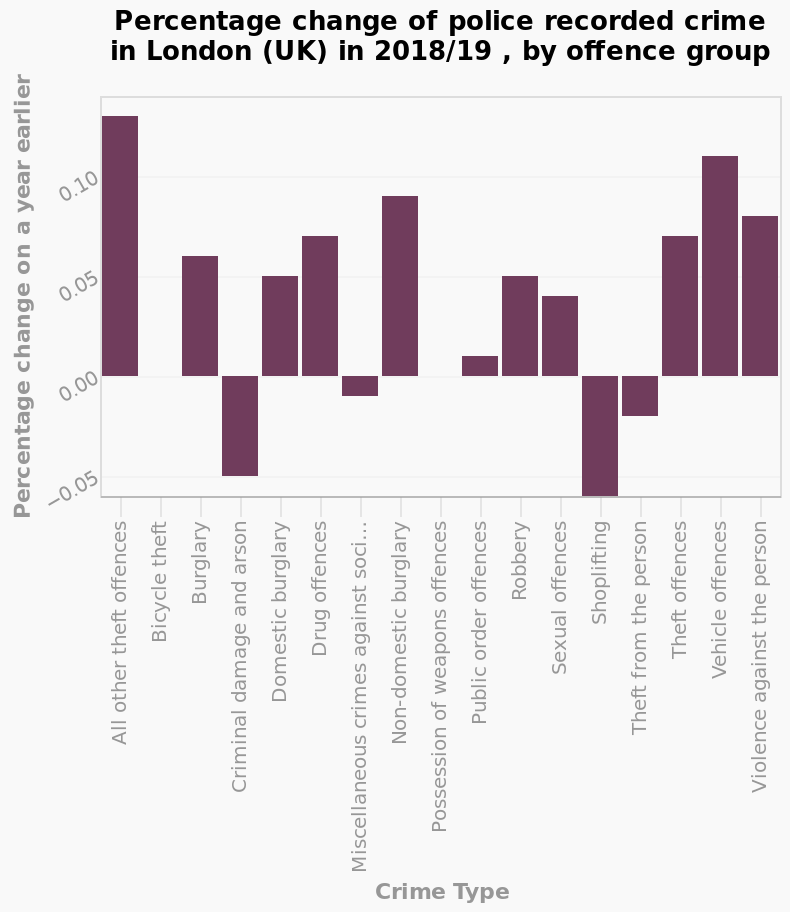 Percentage change of police recorded crime
in London (UK) in 2018/19 , by offence group
Percentage change on a year earlier
0.10
0.05
0.00
−0.05
All other theft offences
Bicycle theft
Burglary
Criminal damage and arson
Domestic burglary
Drug offences
Miscellaneous crimes against soci...
Non-domestic burglary
Possession of weapons offences
Public order offences
Robbery
Sexual offences
Shoplifting
Theft from the person
Theft offences
Vehicle offences
Violence against the person
Crime Type